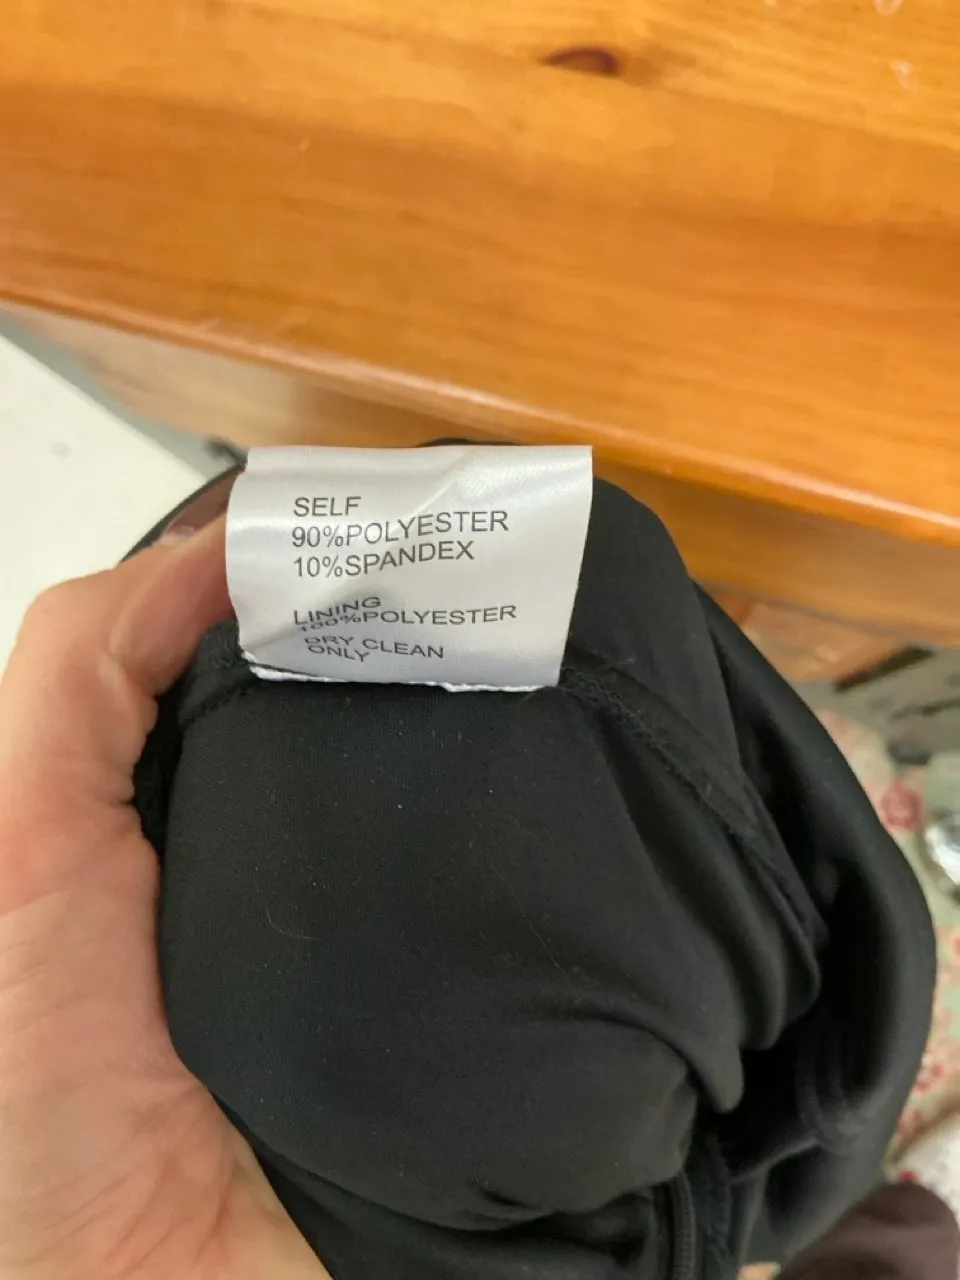 SELF
90%POLYESTER
10%SPANDEX
LINING
100%POLYESTER
DRY CLEAN
ONLY